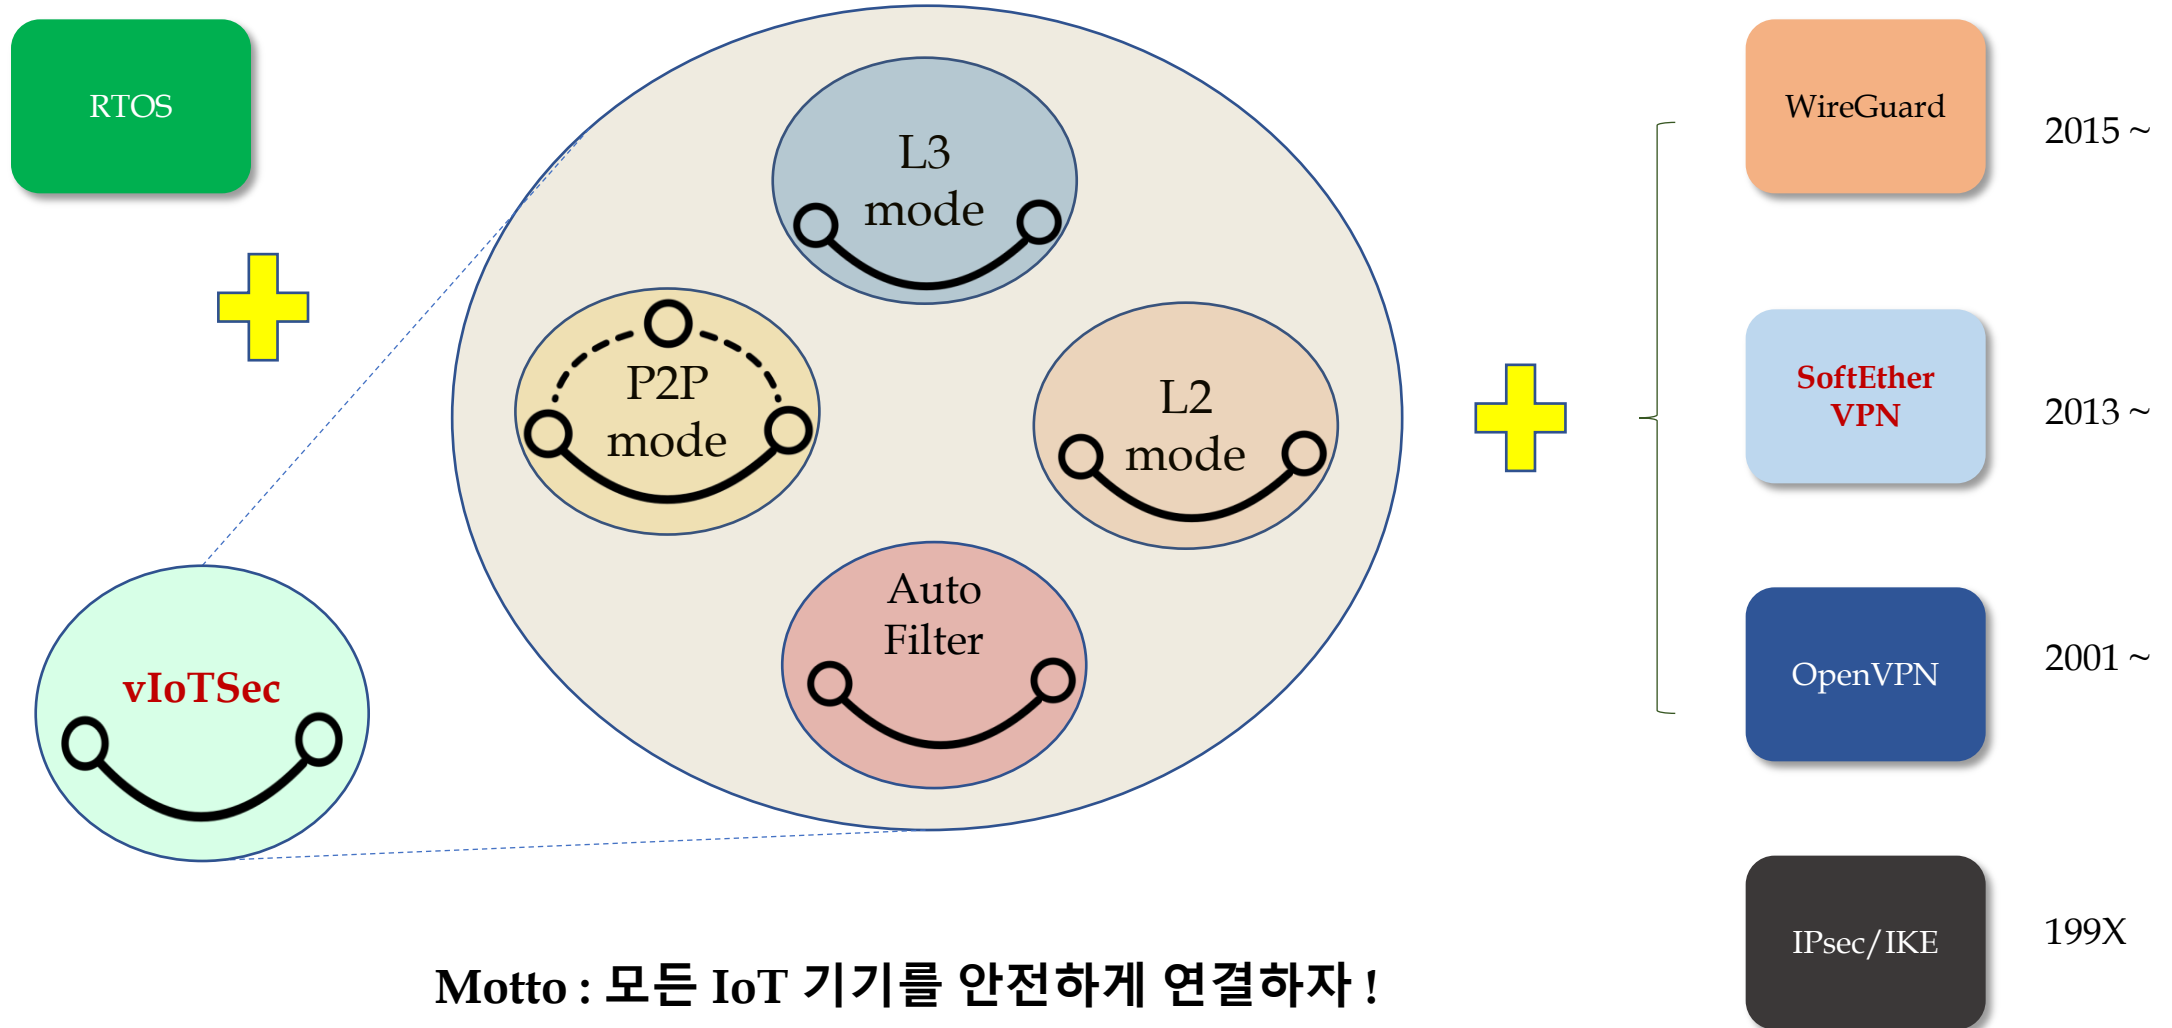 RTOS
L3
mode
P2P
mode
L2
mode
Auto
Filter
vIoTSec
WireGuard
2015 ~
SoftEther
VPN
2013 ~
OpenVPN
2001 ~
IPsec/IKE
199X
Motto : 모든 IoT 기기를 안전하게 연결하자 !